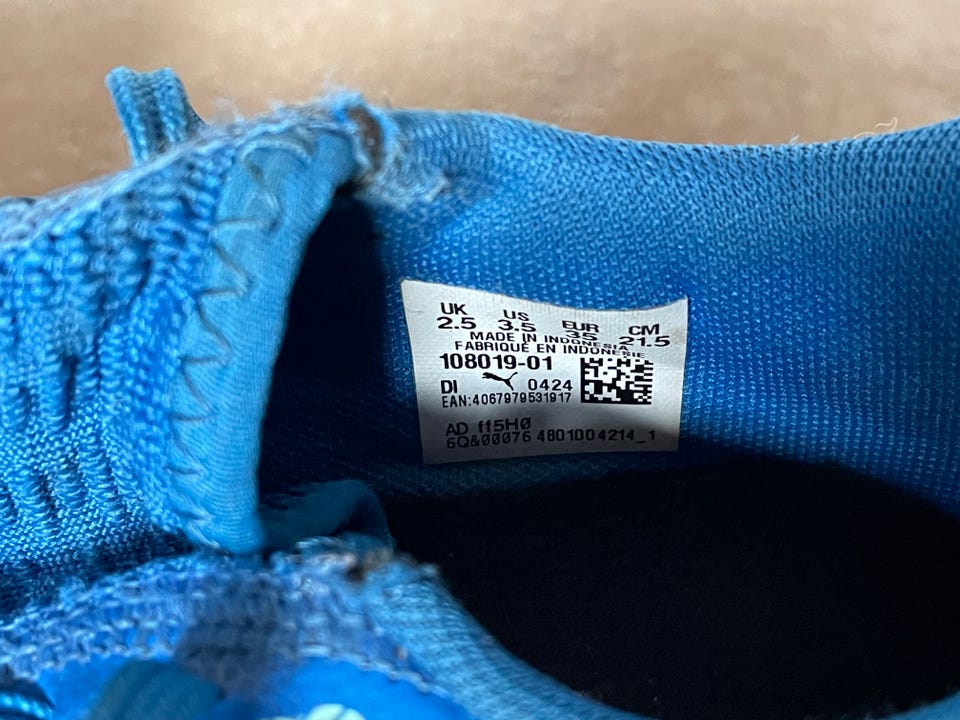 UK US EUR CM
2.5 3.5 35 21.5
MADE IN INDONESIA
FABRIQUÉ EN INDONESIE
108019-01
DI 0424
EAN:4067979531917
AD ff5H0
6Q&00076 4801004214_1